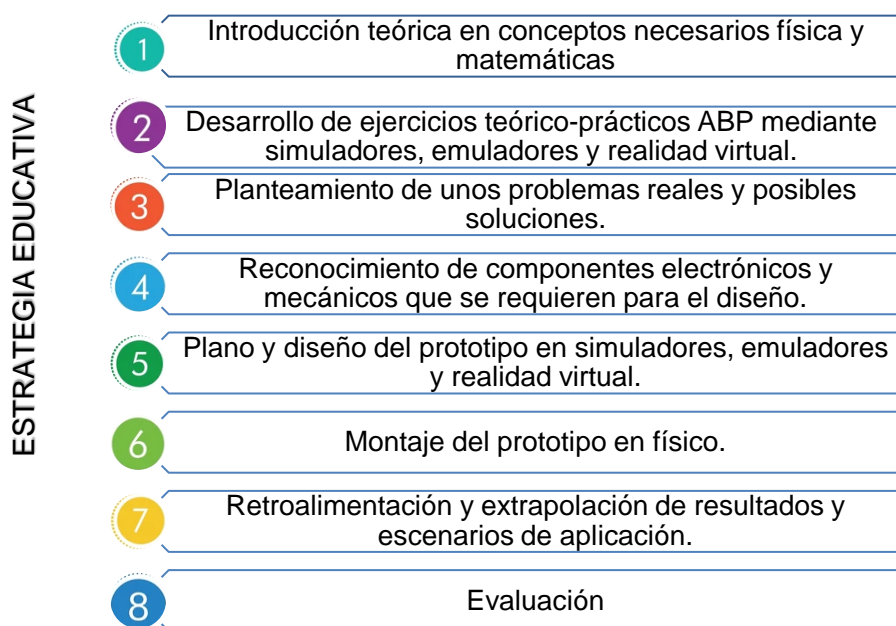 ESTRATEGIA EDUCATIVA
1
Introducción teórica en conceptos necesarios física y
matemáticas
2
Desarrollo de ejercicios teórico-prácticos ABP mediante
simuladores, emuladores y realidad virtual.
3
Planteamiento de unos problemas reales y posibles
soluciones.
4
Reconocimiento de componentes electrónicos y
mecánicos que se requieren para el diseño.
5
Plano y diseño del prototipo en simuladores, emuladores
y realidad virtual.
6
Montaje del prototipo en físico.
7
Retroalimentación y extrapolación de resultados y
escenarios de aplicación.
8
Evaluación